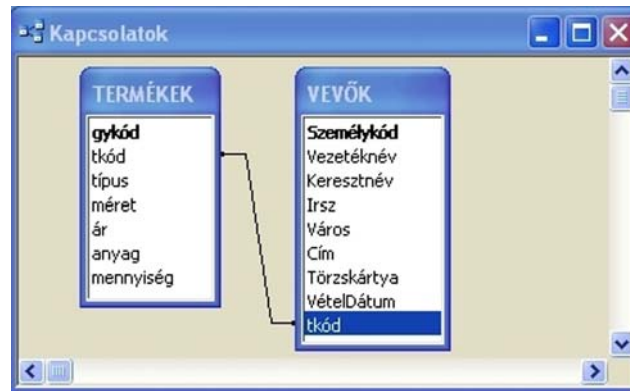 Kapcsolatok
TERMÉKEK
gykód
tkód
típus
méret
ár
anyag
mennyiség
VEVŐK
Személykód
Vezetéknév
Keresztnév
Irsz
Város
Cím
Törzskártya
VételDátum
tkód